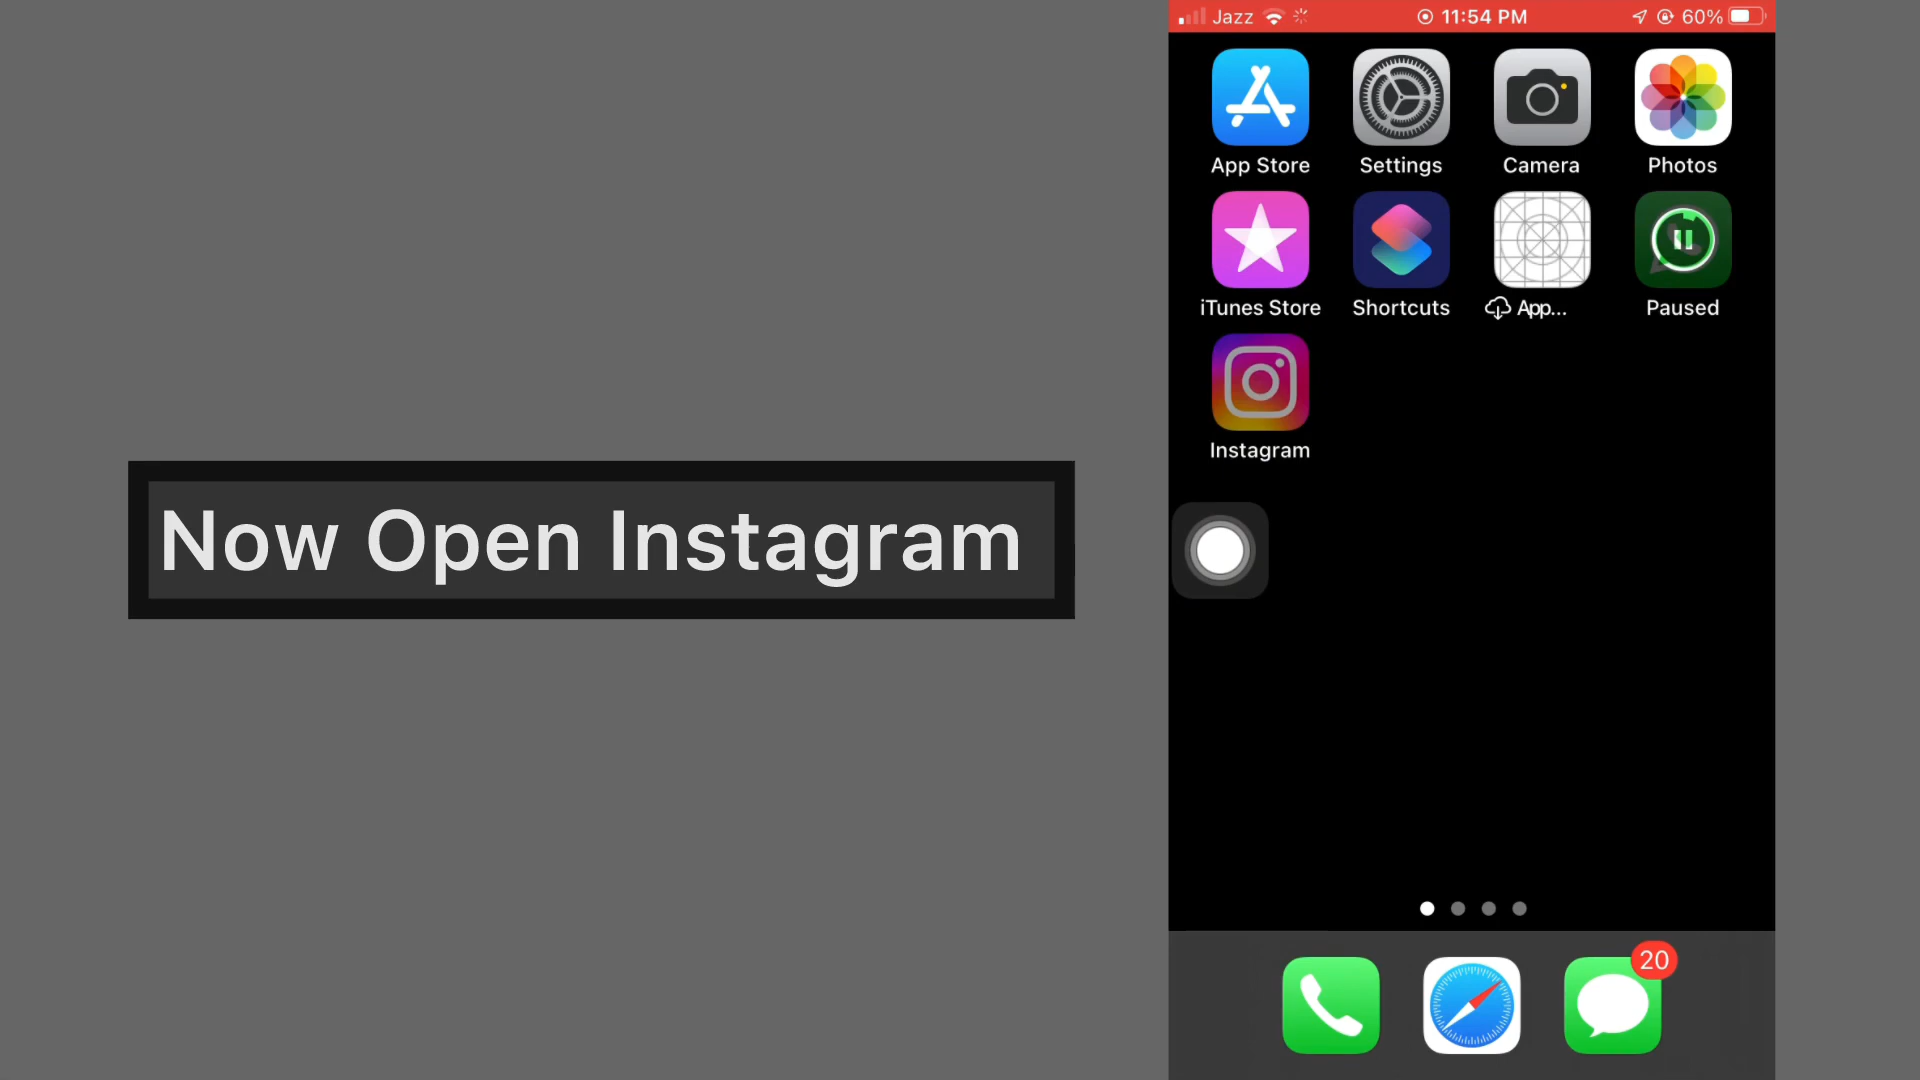 Jazz
11:54 PM
60%
App Store
Settings
Camera
Photos
iTunes Store
Shortcuts
App...
Paused
Instagram
Now Open Instagram
20